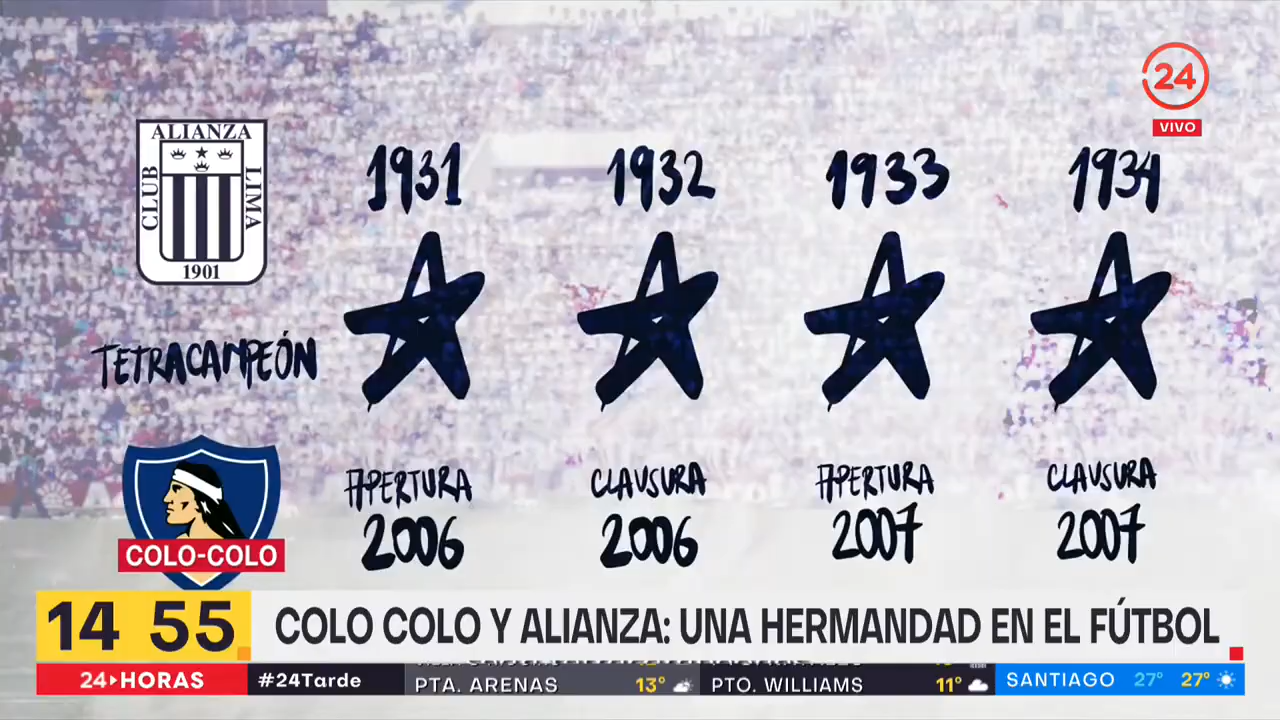 24
VIVO
ALIANZA
CLUB
LIMA
1901
1931
1932
1933
1934
TETRACAMPEÓN
COLO-COLO
APERTURA
2006
CLAUSURA
2006
APERTURA
2007
CLAUSURA
2007
14 55
COLO COLO Y ALIANZA: UNA HERMANDAD EN EL FÚTBOL
24 HORAS
#24Tarde
PTA. ARENAS 13°
PTO. WILLIAMS 11°
SANTIAGO 27° 27°